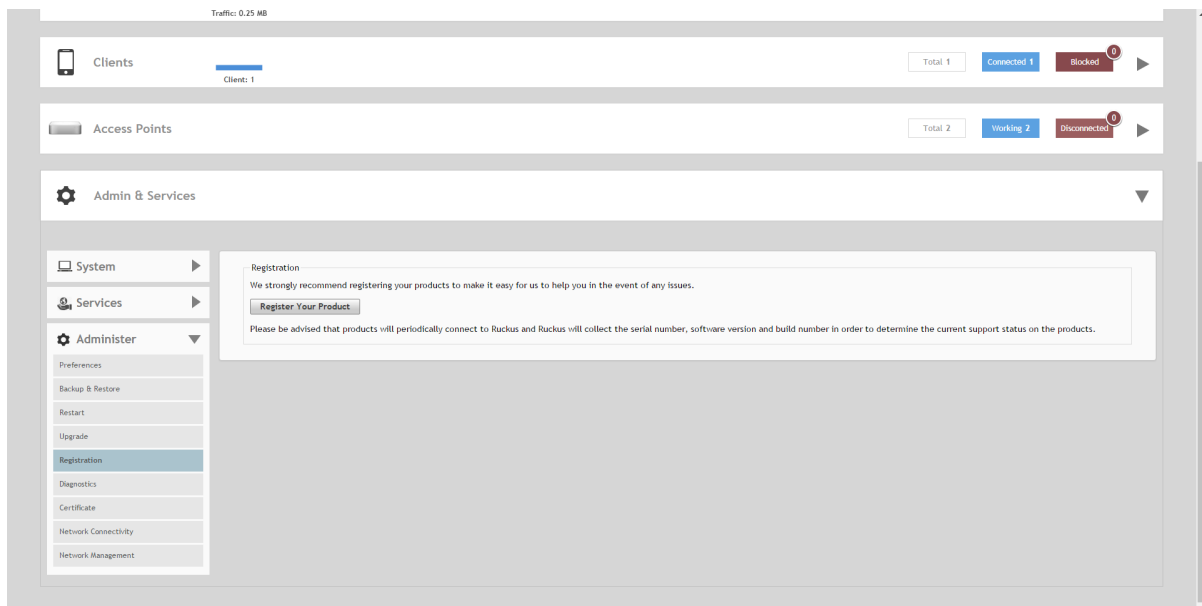 Traffic: 0.25 MB
Clients
Client: 1
Total 1
Connected 1
Blocked
0
Access Points
Total 2
Working 2
Disconnected
0
Admin & Services
System
Services
Administer
Preferences
Backup & Restore
Restart
Upgrade
Registration
Diagnostics
Certificate
Network Connectivity
Network Management
Registration
We strongly recommend registering your products to make it easy for us to help you in the event of any issues.
Register Your Product
Please be advised that products will periodically connect to Ruckus and Ruckus will collect the serial number, software version and build number in order to determine the current support status on the products.